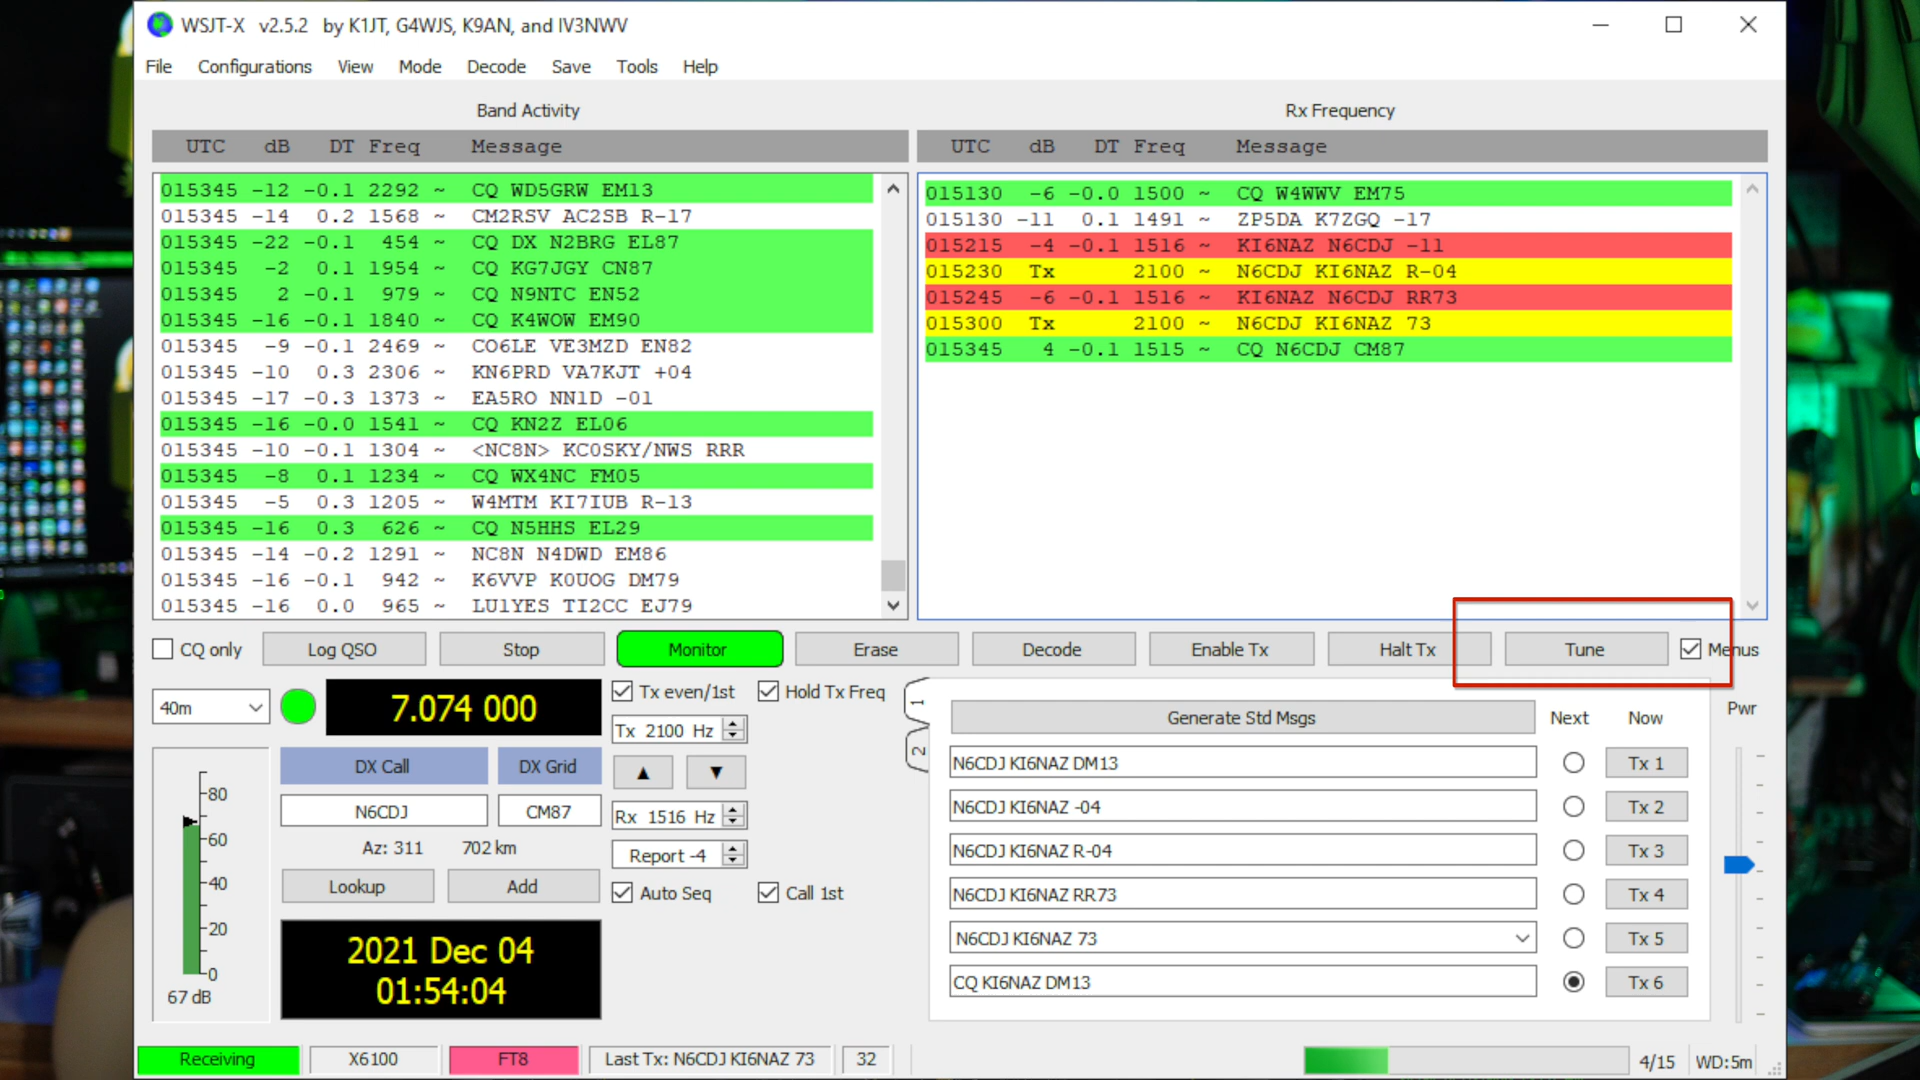 WSJT-X v2.5.2 by K1JT, G4WJS, K9AN, and IV3NWV
File Configurations View Mode Decode Save Tools Help
Band Activity
UTC dB DT Freq Message
015345 -12 -0.1 2292 ~ CQ WD5GRW EM13
015345 -14 0.2 1568 ~ CM2RSV AC2SB R-17
015345 -22 -0.1 454 ~ CQ DX N2BRG EL87
015345 -2 0.1 1954 ~ CQ KG7JGY CN87
015345 2 -0.1 979 ~ CQ N9NTC EN52
015345 -16 -0.1 1840 ~ CQ K4WOW EM90
015345 -9 -0.1 2469 ~ CO6LE VE3MZD EN82
015345 -10 0.3 2306 ~ KN6PRD VA7KJT +04
015345 -17 -0.3 1373 ~ EA5RO NN1D -01
015345 -16 -0.0 1541 ~ CQ KN2Z EL06
015345 -10 -0.1 1304 ~ <NC8N> KC0SKY/NWS RRR
015345 -8 0.1 1234 ~ CQ WX4NC FM05
015345 -5 0.3 1205 ~ W4MTM KI7IUB R-13
015345 -16 0.3 626 ~ CQ N5HHS EL29
015345 -14 -0.2 1291 ~ NC8N N4DWD EM86
015345 -16 -0.1 942 ~ K6VVP K0UOG DM79
015345 -16 0.0 965 ~ LU1YES TI2CC EJ79
Rx Frequency
UTC dB DT Freq Message
015130 -6 -0.0 1500 ~ CQ W4WWV EM75
015130 -11 0.1 1491 ~ ZP5DA K7ZGQ -17
015215 -4 -0.1 1516 ~ KI6NAZ N6CDJ -11
015230 Tx 2100 ~ N6CDJ KI6NAZ R-04
015245 -6 -0.1 1516 ~ KI6NAZ N6CDJ RR73
015300 Tx 2100 ~ N6CDJ KI6NAZ 73
015345 4 -0.1 1515 ~ CQ N6CDJ CM87
CQ only Log QSO Stop Monitor Erase Decode Enable Tx Halt Tx Tune Menus
40m
7.074 000
Tx even/1st
Hold Tx Freq
Tx 2100 Hz
DX Call
DX Grid
▲ ▼
N6CDJ
CM87
Rx 1516 Hz
Az: 311 702 km
Report -4
Lookup
Add
Auto Seq
Call 1st
80
60
40
20
0
67 dB
2021 Dec 04
01:54:04
1
2
Generate Std Msgs
Next
Now
Pwr
N6CDJ KI6NAZ DM13
Tx 1
N6CDJ KI6NAZ -04
Tx 2
N6CDJ KI6NAZ R-04
Tx 3
N6CDJ KI6NAZ RR73
Tx 4
N6CDJ KI6NAZ 73
Tx 5
CQ KI6NAZ DM13
Tx 6
Receiving
X6100
FT8
Last Tx: N6CDJ KI6NAZ 73
32
4/15
WD:5m